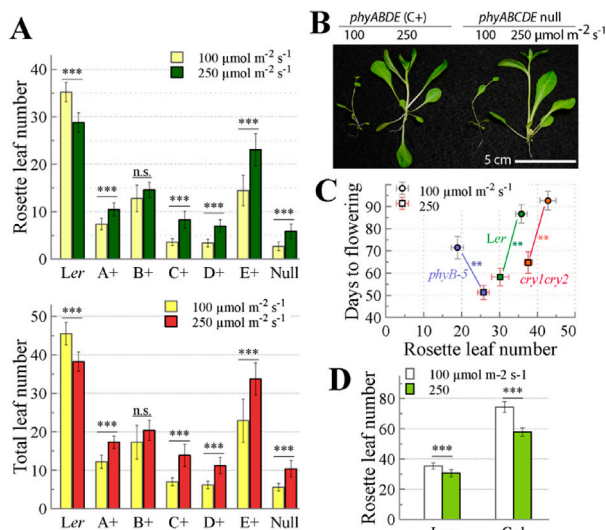 A
100 µmol m⁻² s⁻¹
250 µmol m⁻² s⁻¹
Rosette leaf number
40
30
20
10
0
***
***
n.s.
***
***
***
***
Ler A+ B+ C+ D+ E+ Null
100 µmol m⁻² s⁻¹
250 µmol m⁻² s⁻¹
Total leaf number
50
40
30
20
10
0
***
***
n.s.
***
***
***
***
Ler A+ B+ C+ D+ E+ Null
B
phyABDE (C+) phyABCDE null
100 250 100 250 µmol m⁻² s⁻¹
5 cm
C
100 µmol m⁻² s⁻¹
250
Days to flowering
100
90
80
70
60
50
40
Ler
**
**
**
phyB-5
cry1cry2
0 10 20 30 40 50
Rosette leaf number
D
100 µmol m-2 s-1
250
Rosette leaf number
80
60
40
20
0
***
***